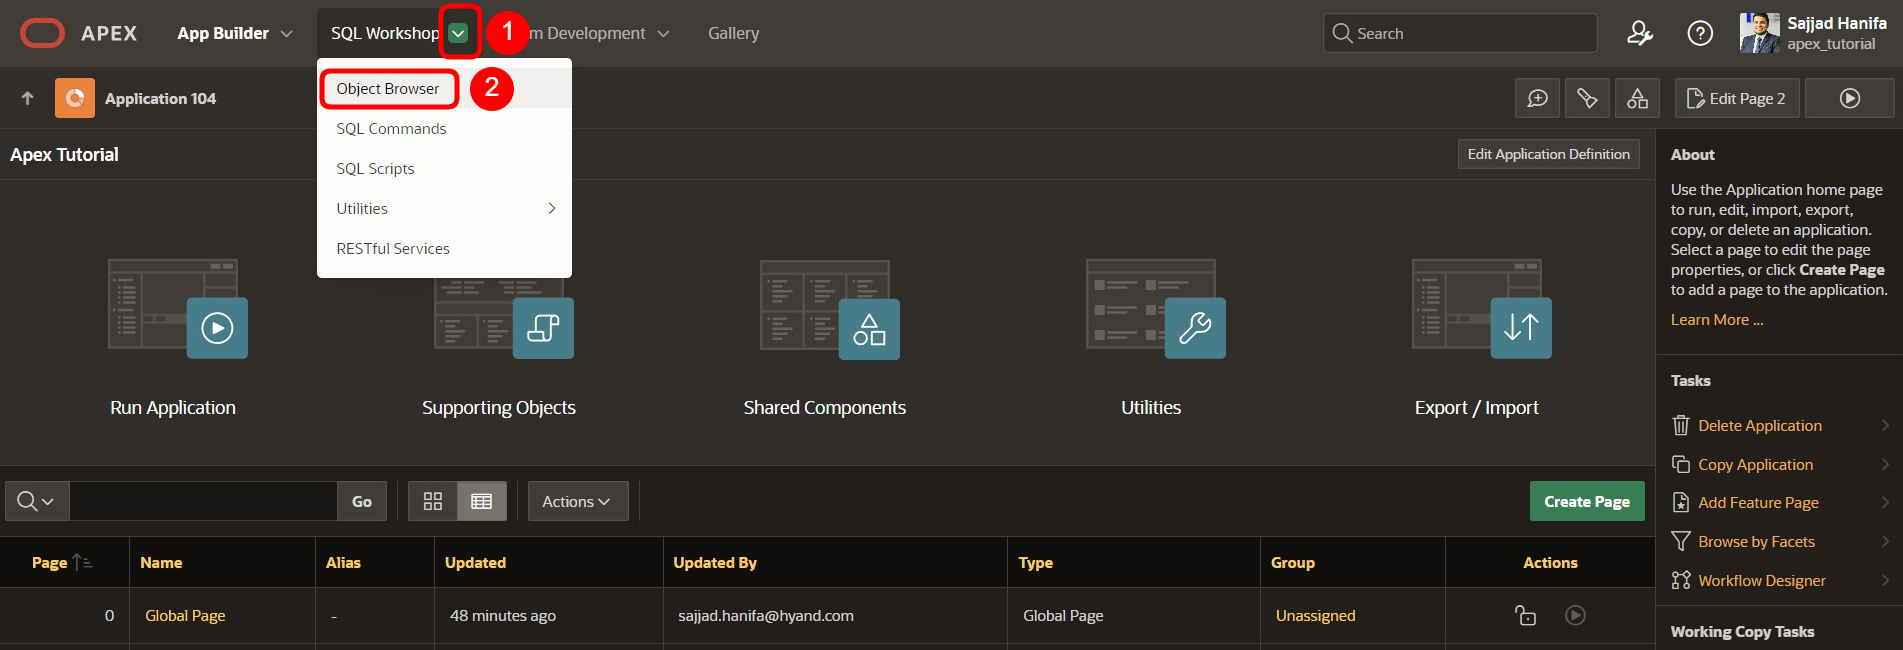 APEX
App Builder
SQL Workshop
1
m Development
Gallery
Search
Sajjad Hanifa
apex_tutorial
Object Browser
2
SQL Commands
SQL Scripts
Utilities
RESTful Services
Application 104
Edit Page 2
Apex Tutorial
Edit Application Definition
Run Application
Supporting Objects
Shared Components
Utilities
Export / Import
Go
Actions
Create Page
Page Name Alias Updated Updated By Type Group Actions
0 Global Page - 48 minutes ago sajjad.hanifa@hyand.com Global Page Unassigned
About
Use the Application home page
to run, edit, import, export,
copy, or delete an application.
Select a page to edit the page
properties, or click Create Page
to add a page to the application.
Learn More ...
Tasks
Delete Application
Copy Application
Add Feature Page
Browse by Facets
Workflow Designer
Working Copy Tasks